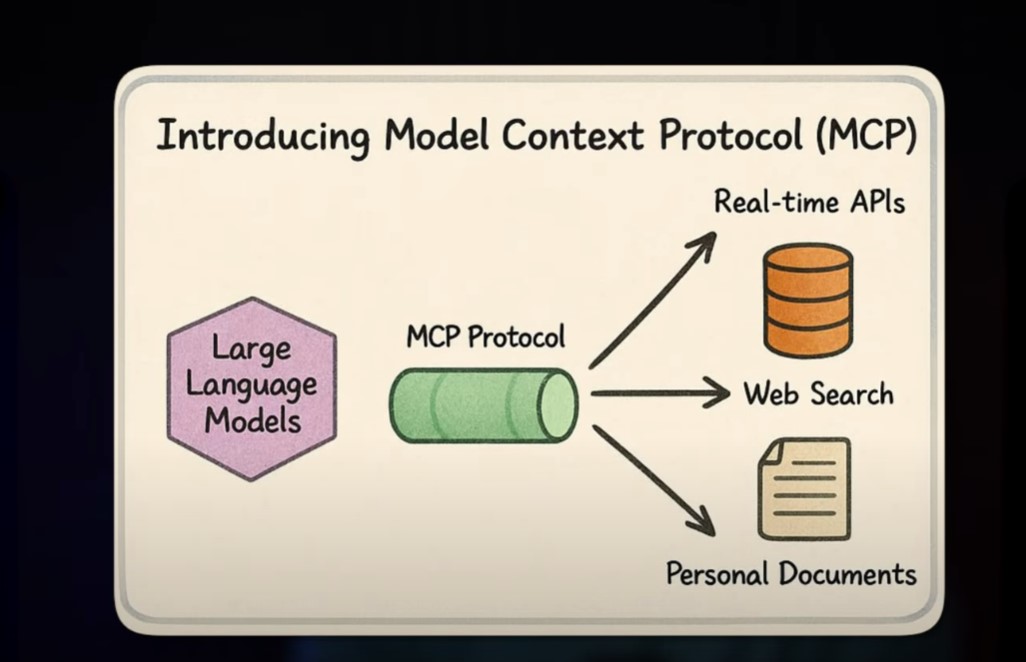 Introducing Model Context Protocol (MCP)
Real-time APIs
MCP Protocol
Large
Language
Models
Web Search
Personal Documents